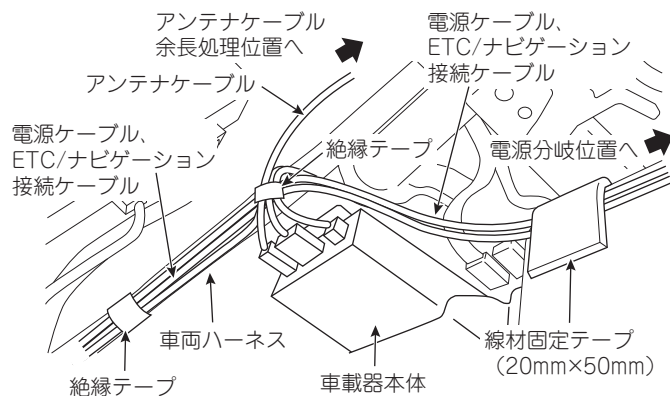 アンテナケーブル
余長処理位置へ
アンテナケーブル
電源ケーブル、
ETC/ナビゲーション
接続ケーブル
電源ケーブル、
ETC/ナビゲーション
接続ケーブル
絶縁テープ
電源分岐位置へ
車両ハーネス
絶縁テープ
車載器本体
線材固定テープ
（20mm×50mm）